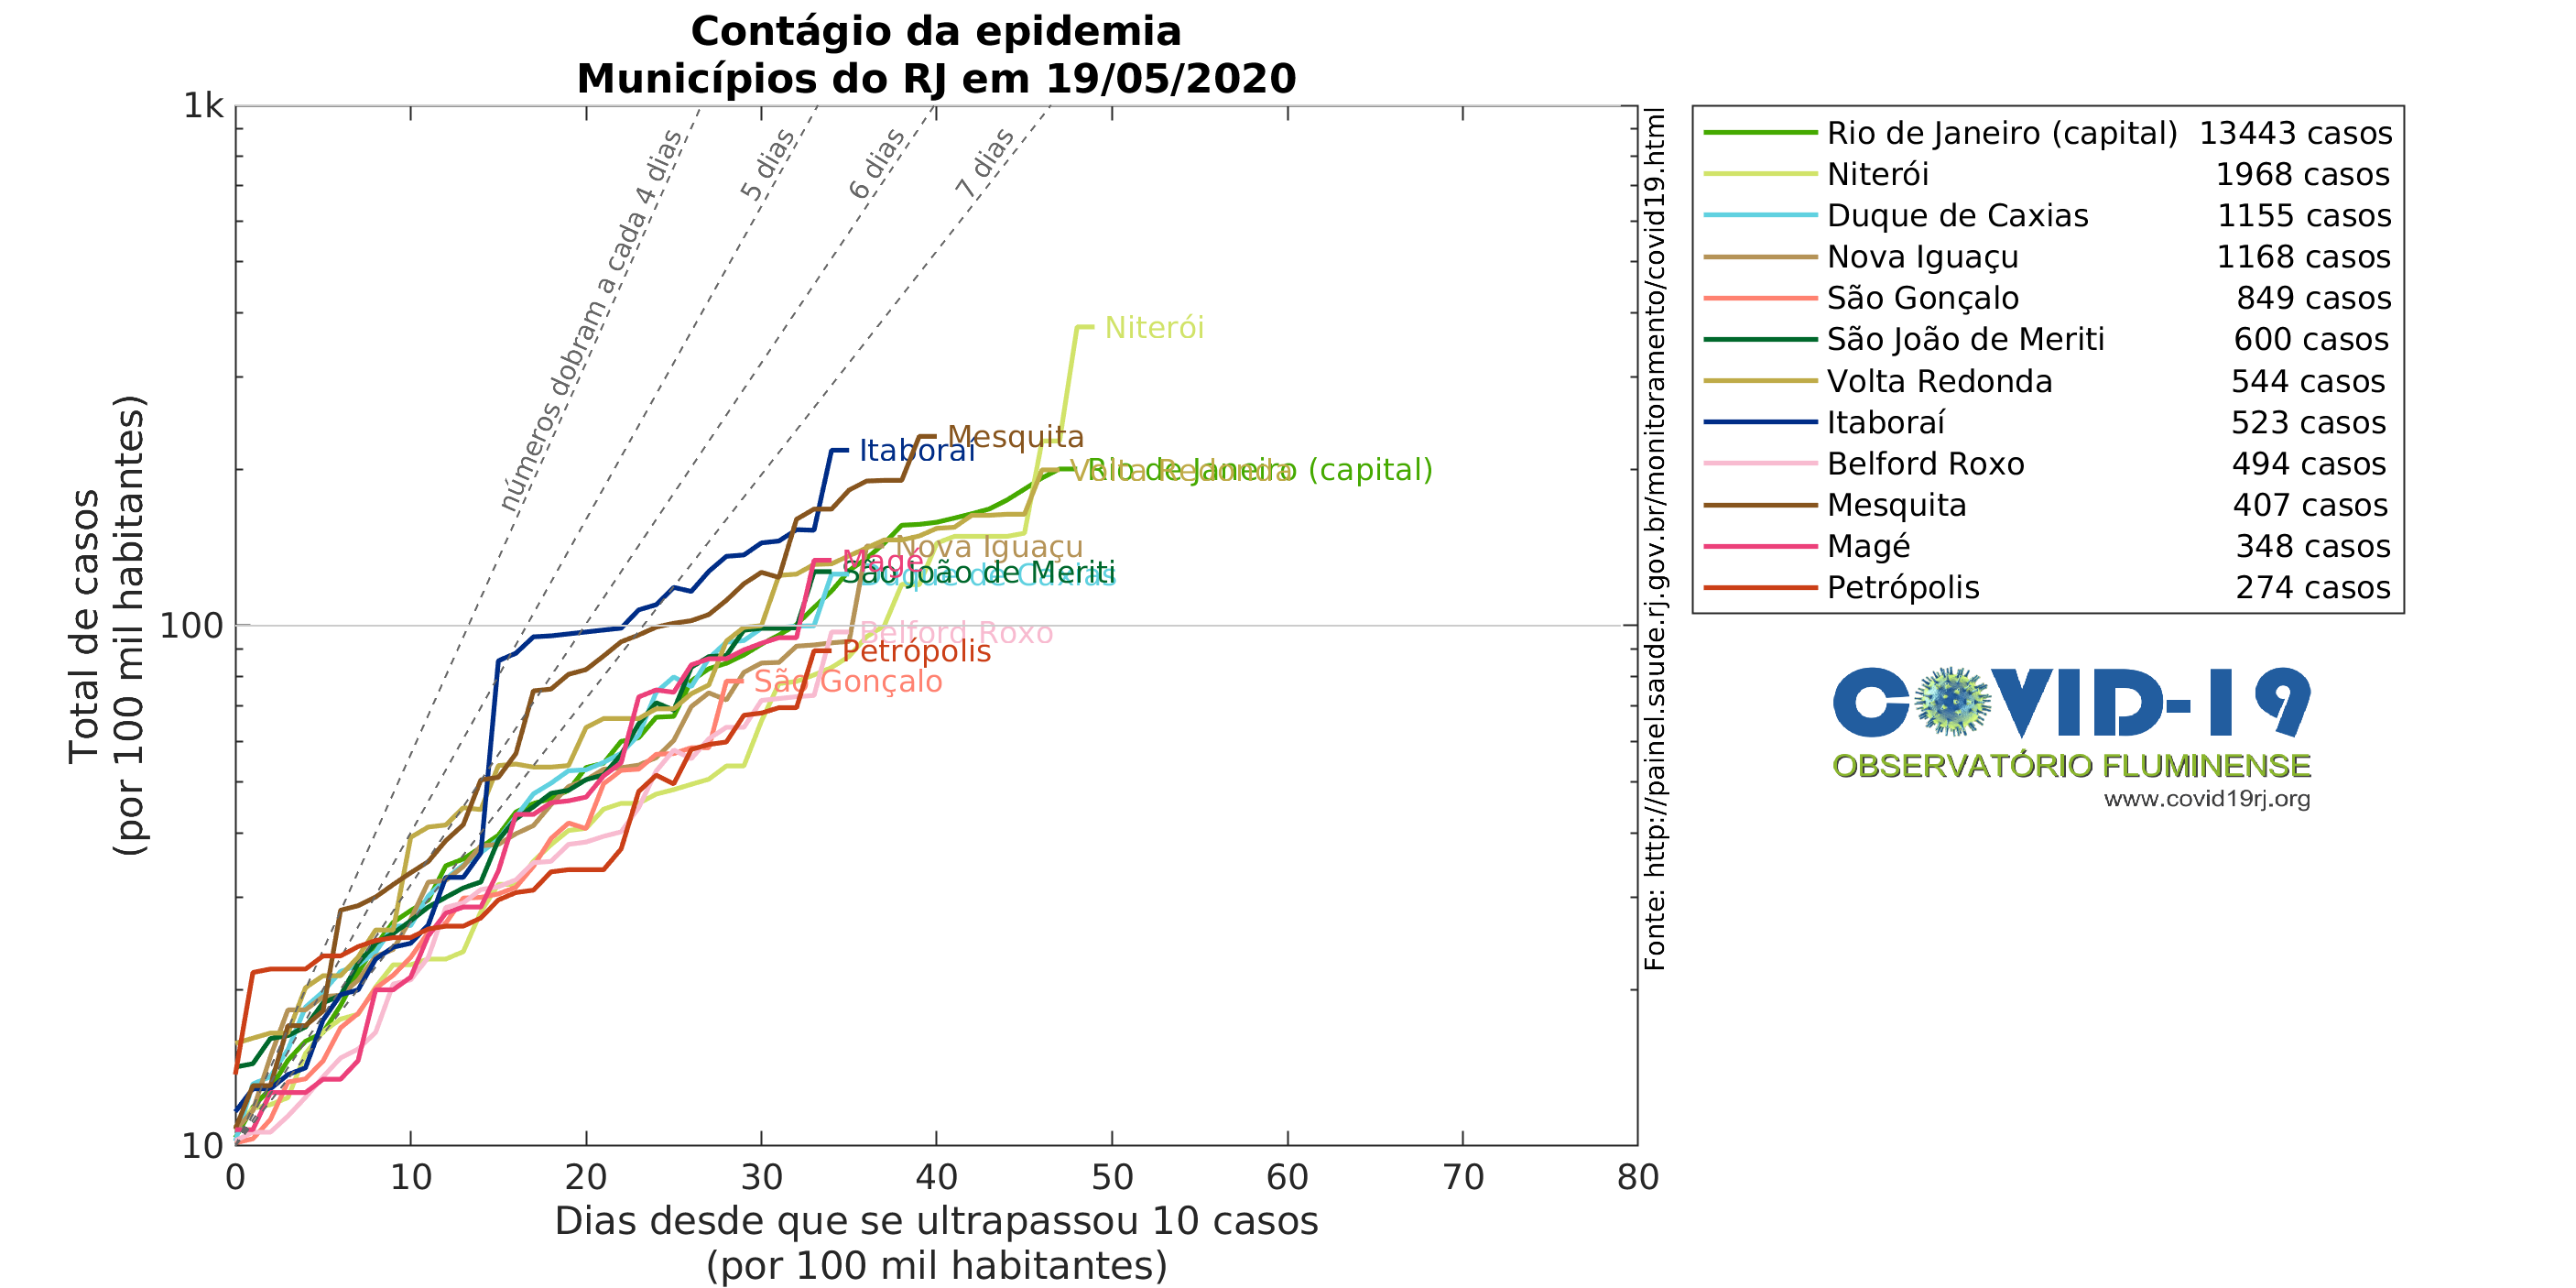 Contágio da epidemia
Municípios do RJ em 19/05/2020
Total de casos
(por 100 mil habitantes)
1k
100
10
0 10 20 30 40 50 60 70 80
Dias desde que se ultrapassou 10 casos
(por 100 mil habitantes)
números dobram a cada 4 dias
5 dias
6 dias
7 dias
Niterói
Mesquita
Itaboraí
Rio de Janeiro (capital)
Volta Redonda
Nova Iguaçu
Magé
São João de Meriti
Duque de Caxias
Belford Roxo
Petrópolis
São Gonçalo
Fonte: http://painel.saude.rj.gov.br/monitoramento/covid19.html
Rio de Janeiro (capital) 13443 casos
Niterói 1968 casos
Duque de Caxias 1155 casos
Nova Iguaçu 1168 casos
São Gonçalo 849 casos
São João de Meriti 600 casos
Volta Redonda 544 casos
Itaboraí 523 casos
Belford Roxo 494 casos
Mesquita 407 casos
Magé 348 casos
Petrópolis 274 casos
COVID-19
OBSERVATÓRIO FLUMINENSE
www.covid19rj.org